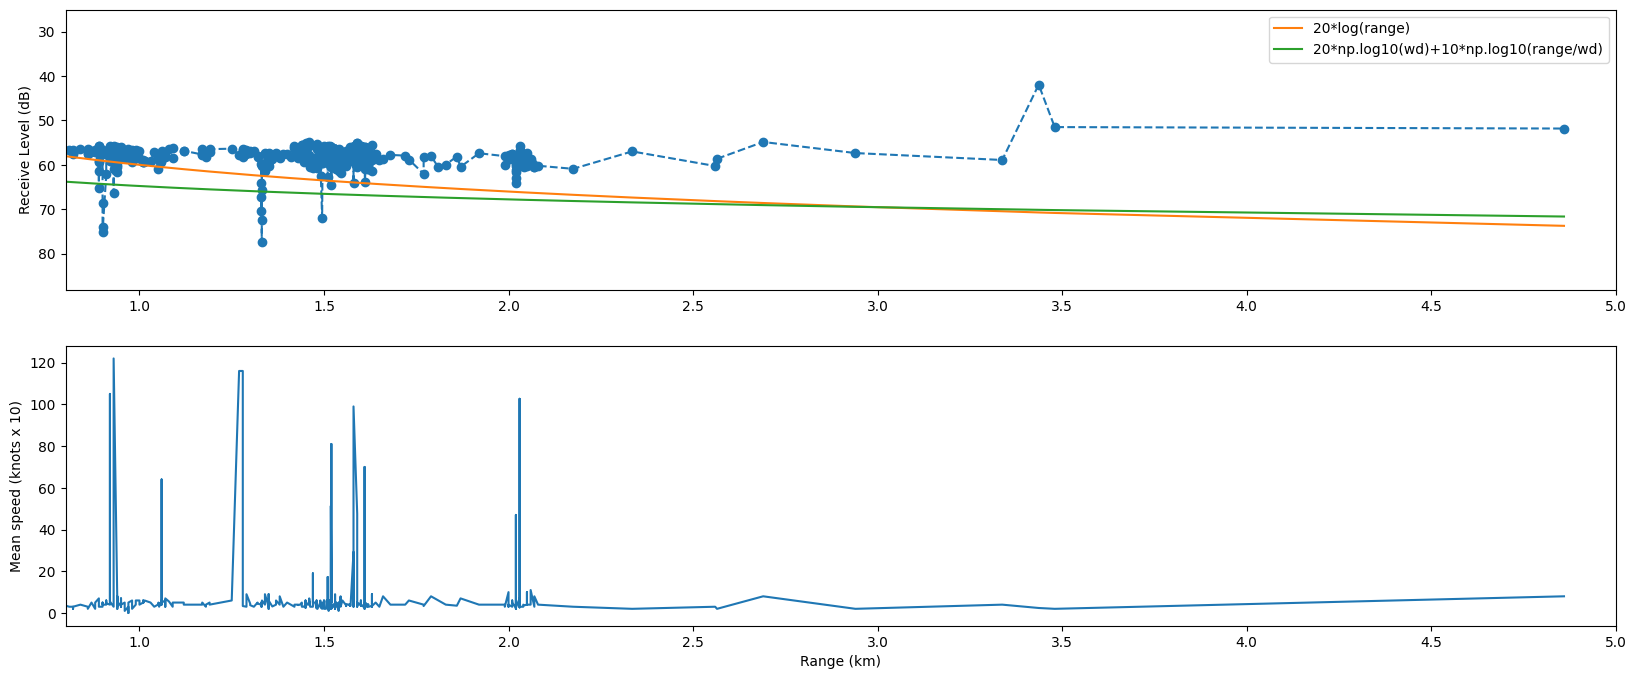 20*log(range)
20*np.log10(wd)+10*np.log10(range/wd)
Receive Level (dB)
30
40
50
60
70
80
1.0 1.5 2.0 2.5 3.0 3.5 4.0 4.5 5.0
Mean speed (knots x 10)
120
100
80
60
40
20
0
1.0 1.5 2.0 2.5 3.0 3.5 4.0 4.5 5.0
Range (km)